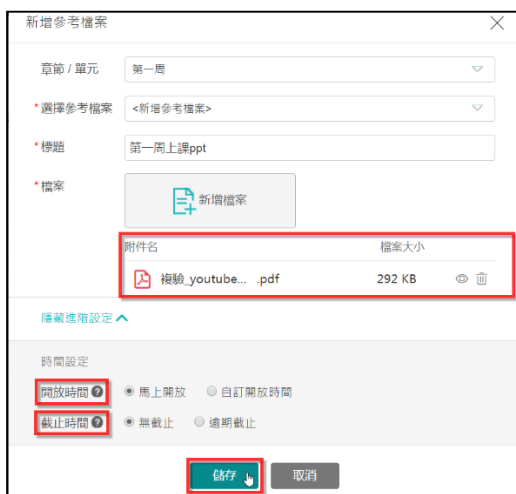 新增參考檔案
章節 / 單元 第一周
*選擇參考檔案 <新增參考檔案>
*標題 第一周上課ppt
*檔案 新增檔案
附件名 檔案大小
複驗_youtube... .pdf 292 KB
隱藏進階設定
時間設定
開放時間 ? 馬上開放 自訂開放時間
截止時間 ? 無截止 逾期截止
儲存 取消